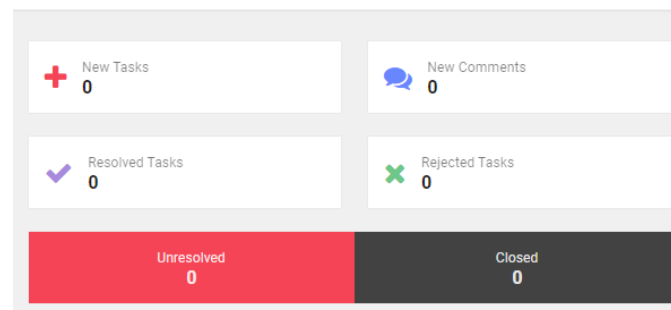 New Tasks
0
New Comments
0
Resolved Tasks
0
Rejected Tasks
0
Unresolved
0
Closed
0